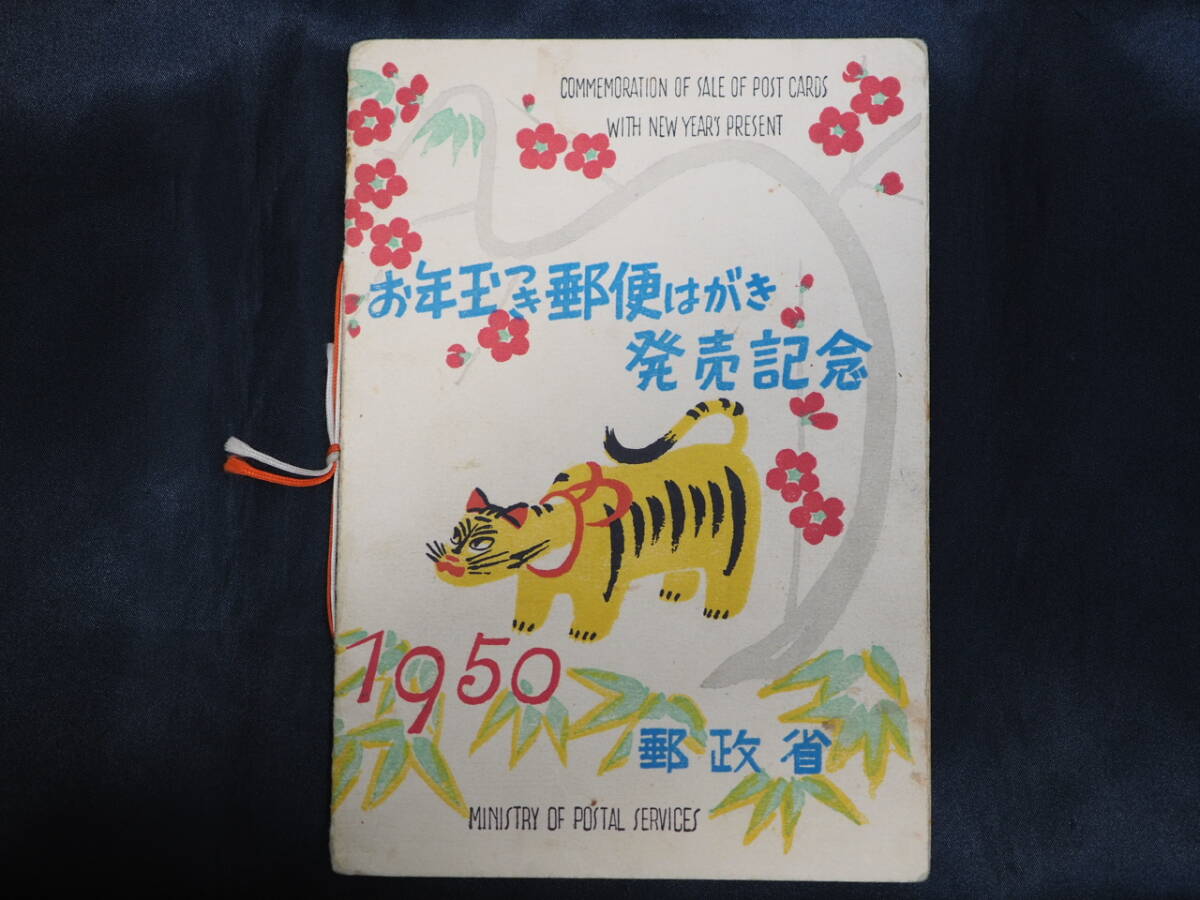 COMMEMORATION OF SALE OF POST CARDS
WITH NEW YEAR'S PRESENT
お年玉つき郵便はがき
発売記念
1950
郵政省
MINISTRY OF POSTAL SERVICES